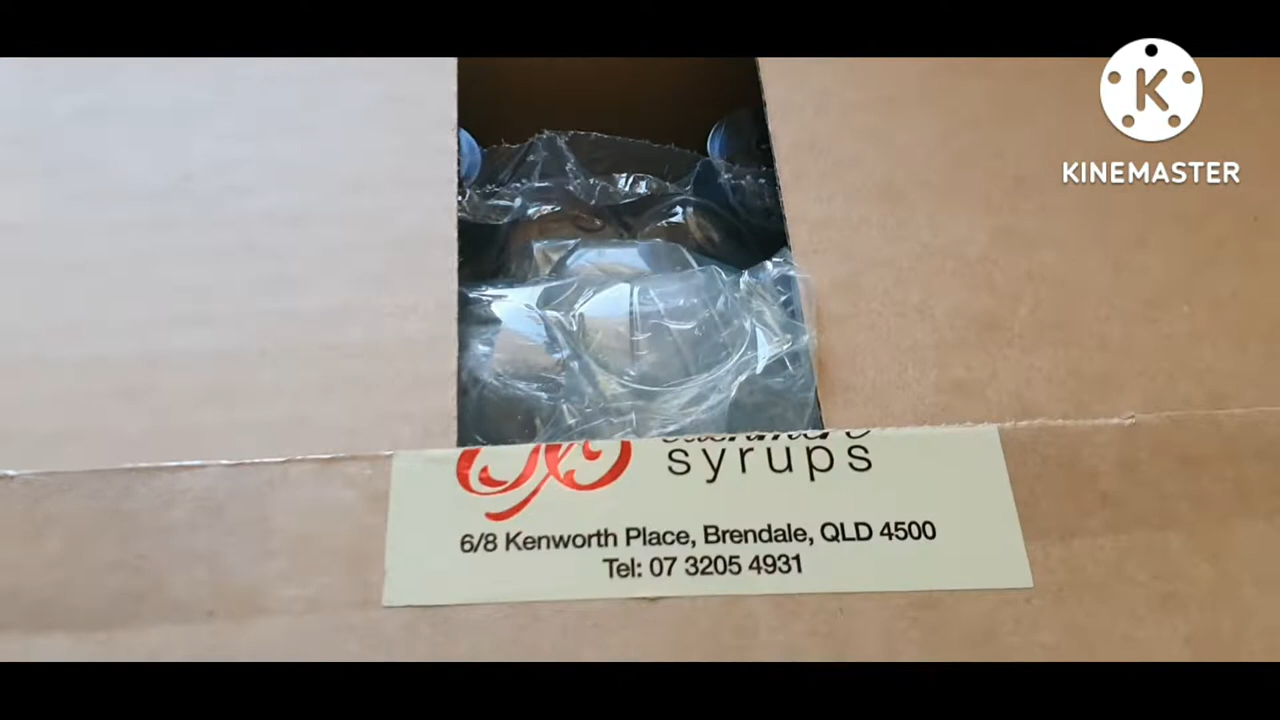 K
KINEMASTER
syrups
6/8 Kenworth Place, Brendale, QLD 4500
Tel: 07 3205 4931